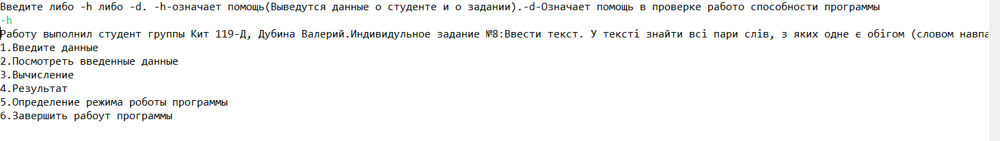 Введите либо -h либо -d. -h-означает помощь(Выведутся данные о студенте и о задании).-d-Означает помощь в проверке работо способности программы
-h
Работу выполнил студент группы Кит 119-Д, Дубина Валерий.Индивидульное задание №8:Ввести текст. У тексті знайти всі пари слів, з яких одне є обігом (словом навпа
1.Введите данные
2.Посмотреть введенные данные
3.Вычисление
4.Результат
5.Определение режима роботы программы
6.Завершить рабоут программы